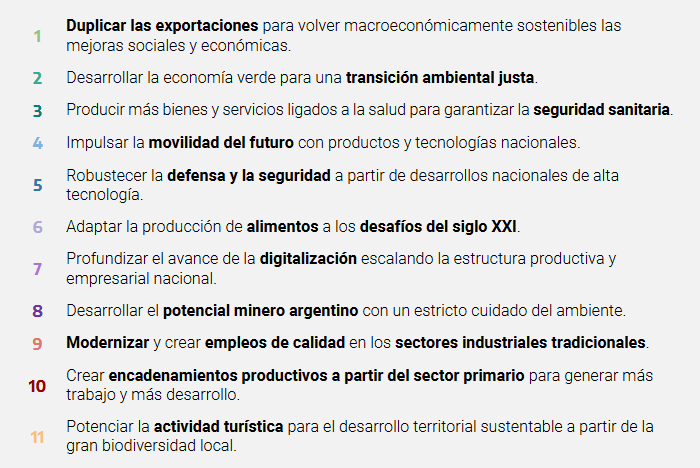 1 Duplicar las exportaciones para volver macroeconómicamente sostenibles las
mejoras sociales y económicas.
2 Desarrollar la economía verde para una transición ambiental justa.
3 Producir más bienes y servicios ligados a la salud para garantizar la seguridad sanitaria.
4 Impulsar la movilidad del futuro con productos y tecnologías nacionales.
5 Robustecer la defensa y la seguridad a partir de desarrollos nacionales de alta
tecnología.
6 Adaptar la producción de alimentos a los desafíos del siglo XXI.
7 Profundizar el avance de la digitalización escalando la estructura productiva y
empresarial nacional.
8 Desarrollar el potencial minero argentino con un estricto cuidado del ambiente.
9 Modernizar y crear empleos de calidad en los sectores industriales tradicionales.
10 Crear encadenamientos productivos a partir del sector primario para generar más
trabajo y más desarrollo.
11 Potenciar la actividad turística para el desarrollo territorial sustentable a partir de la
gran biodiversidad local.